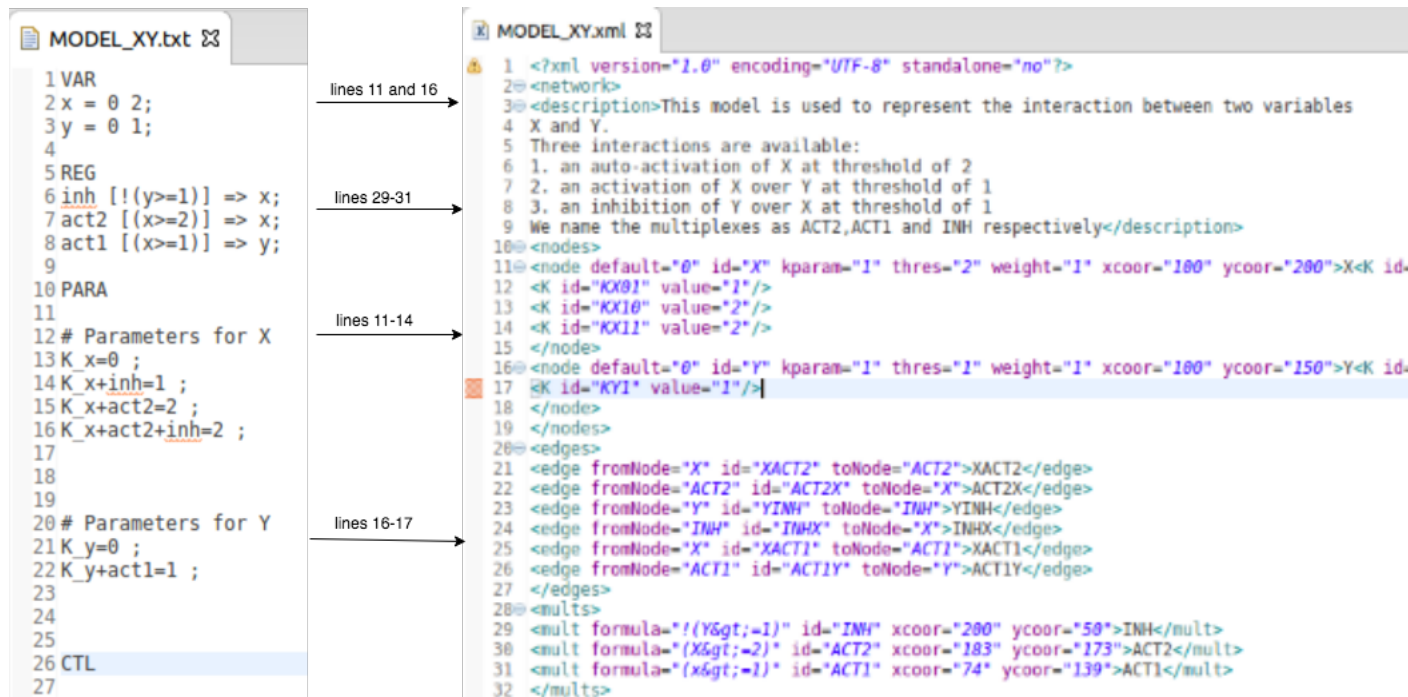 MODEL_XY.txt
1 VAR
2 x = 0 2;
3 y = 0 1;
4
5 REG
6 inh [!(y>=1)] => x;
7 act2 [(x>=2)] => x;
8 act1 [(x>=1)] => y;
9
10 PARA
11
12 # Parameters for X
13 K_x=0 ;
14 K_x+inh=1 ;
15 K_x+act2=2 ;
16 K_x+act2+inh=2 ;
17
18
19
20 # Parameters for Y
21 K_y=0 ;
22 K_y+act1=1 ;
23
24
25
26 CTL
27
lines 11 and 16
lines 29-31
lines 11-14
lines 16-17
MODEL_XY.xml
1 <?xml version="1.0" encoding="UTF-8" standalone="no"?>
2 <network>
3 <description>This model is used to represent the interaction between two variables
4 X and Y.
5 Three interactions are available:
6 1. an auto-activation of X at threshold of 2
7 2. an activation of X over Y at threshold of 1
8 3. an inhibition of Y over X at threshold of 1
9 We name the multiplexes as ACT2,ACT1 and INH respectively</description>
10 <nodes>
11 <node default="0" id="X" kparam="1" thres="2" weight="1" xcoor="100" ycoor="200">X<K id=
12 <K id="KX01" value="1"/>
13 <K id="KX10" value="2"/>
14 <K id="KX11" value="2"/>
15 </node>
16 <node default="0" id="Y" kparam="1" thres="1" weight="1" xcoor="100" ycoor="150">Y<K id=
17 <K id="KY1" value="1"/>
18 </node>
19 </nodes>
20 <edges>
21 <edge fromNode="X" id="XACT2" toNode="ACT2">XACT2</edge>
22 <edge fromNode="ACT2" id="ACT2X" toNode="X">ACT2X</edge>
23 <edge fromNode="Y" id="YINH" toNode="INH">YINH</edge>
24 <edge fromNode="INH" id="INHX" toNode="X">INHX</edge>
25 <edge fromNode="X" id="XACT1" toNode="ACT1">XACT1</edge>
26 <edge fromNode="ACT1" id="ACT1Y" toNode="Y">ACT1Y</edge>
27 </edges>
28 <mults>
29 <mult formula="!(Y&gt;=1)" id="INH" xcoor="200" ycoor="50">INH</mult>
30 <mult formula="(X&gt;=2)" id="ACT2" xcoor="183" ycoor="173">ACT2</mult>
31 <mult formula="(x&gt;=1)" id="ACT1" xcoor="74" ycoor="139">ACT1</mult>
32 </mults>